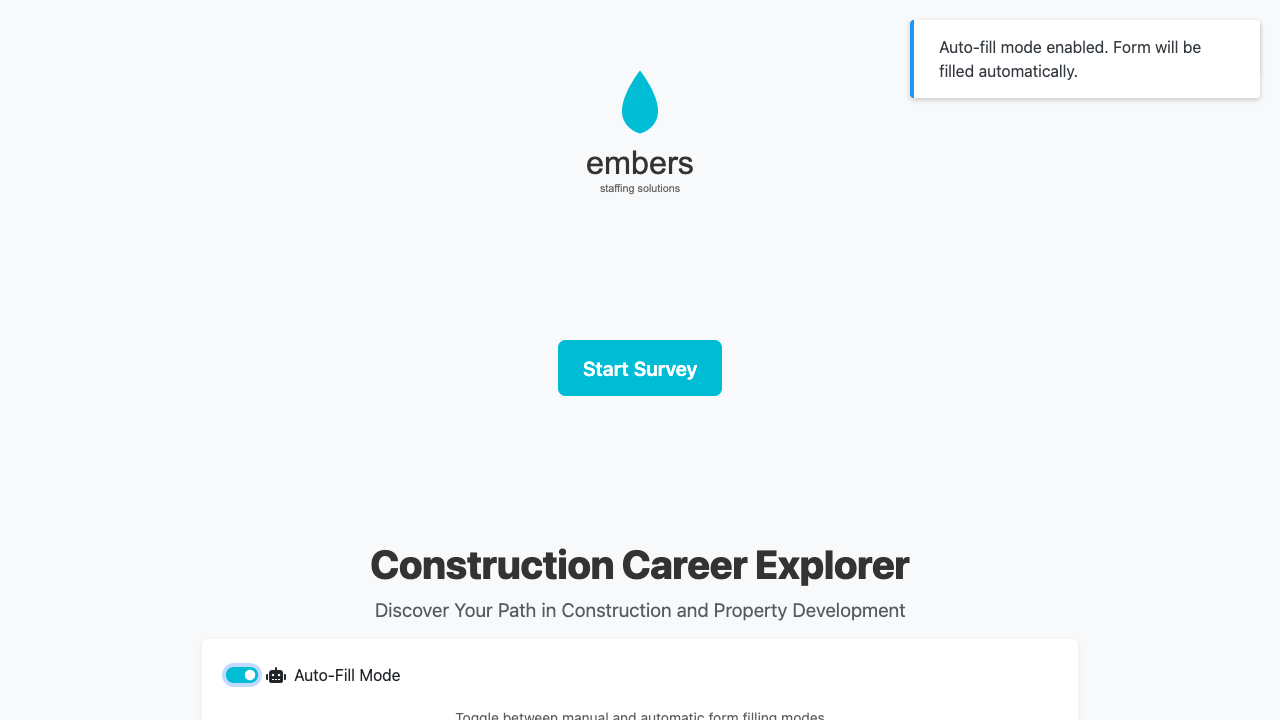 Auto-fill mode enabled. Form will be
filled automatically.
embers
staffing solutions
Start Survey
Construction Career Explorer
Discover Your Path in Construction and Property Development
Auto-Fill Mode
Toggle between manual and automatic form filling modes